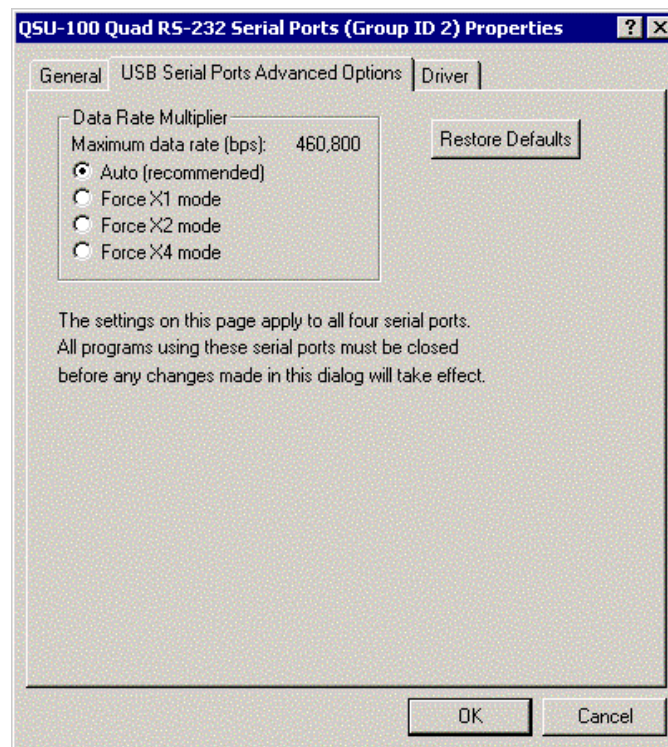 QSU-100 Quad RS-232 Serial Ports (Group ID 2) Properties
General
USB Serial Ports Advanced Options
Driver
Data Rate Multiplier
Maximum data rate (bps): 460,800
Auto (recommended)
Force X1 mode
Force X2 mode
Force X4 mode
Restore Defaults
The settings on this page apply to all four serial ports.
All programs using these serial ports must be closed
before any changes made in this dialog will take effect.
OK
Cancel